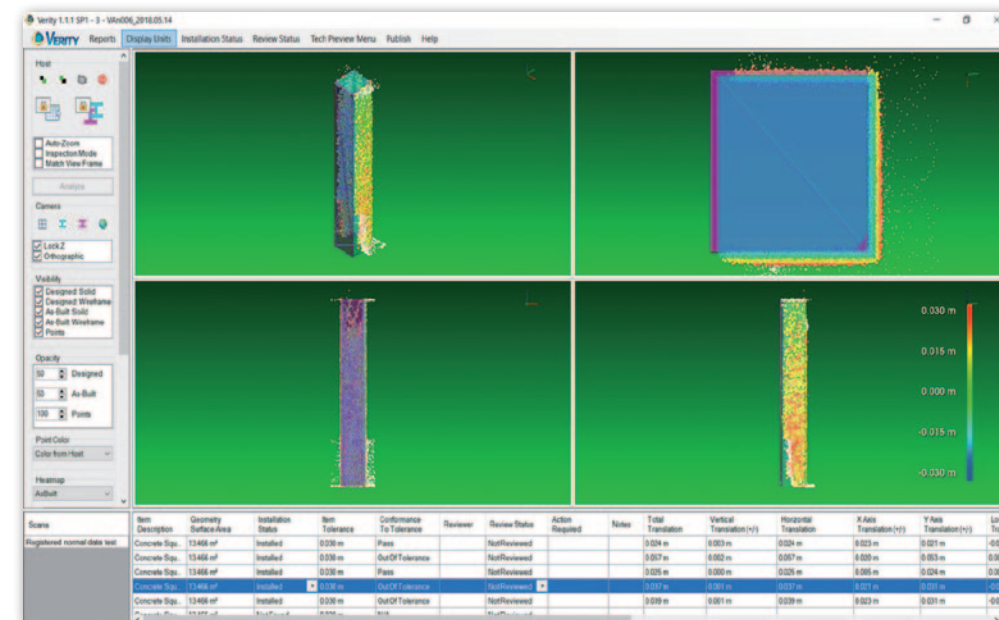 Verity 1.1.1 SP1 - 3 - VAn006_2018.05.14
VERITY Reports Display Units Installation Status Review Status Tech Preview Menu Publish Help
Host
Auto-Zoom
Inspection Mode
Match View Frame
Analyze
Camera
Lock Z
Orthographic
Visibility
Designed Solid
Designed Wireframe
As-Built Solid
As-Built Wireframe
Points
Opacity
50 Designed
50 As-Built
100 Points
Point Color
Color from Host
Heatmap
AsBuilt
0.030 m
0.015 m
0.000 m
-0.015 m
-0.030 m
Scans
Registered normal data test
Item Description Geometry Surface Area Installation Status Item Tolerance Conformance To Tolerance Reviewer Review Status Action Required Notes Total Translation Vertical Translation (+/-) Horizontal Translation X Axis Translation (+/-) Y Axis Translation (+/-)
Concrete Squ... 13.466 m² Installed 0.030 m Pass NotReviewed 0.024 m 0.003 m 0.024 m 0.023 m 0.021 m
Concrete Squ... 13.466 m² Installed 0.030 m OutOfTolerance NotReviewed 0.057 m 0.002 m 0.057 m 0.020 m 0.053 m
Concrete Squ... 13.466 m² Installed 0.030 m Pass NotReviewed 0.025 m 0.000 m 0.025 m 0.005 m 0.024 m
Concrete Squ... 13.466 m² Installed 0.030 m OutOfTolerance NotReviewed 0.037 m 0.001 m 0.037 m 0.021 m 0.031 m
Concrete Squ... 13.466 m² Installed 0.030 m OutOfTolerance NotReviewed 0.039 m 0.001 m 0.039 m 0.023 m 0.031 m